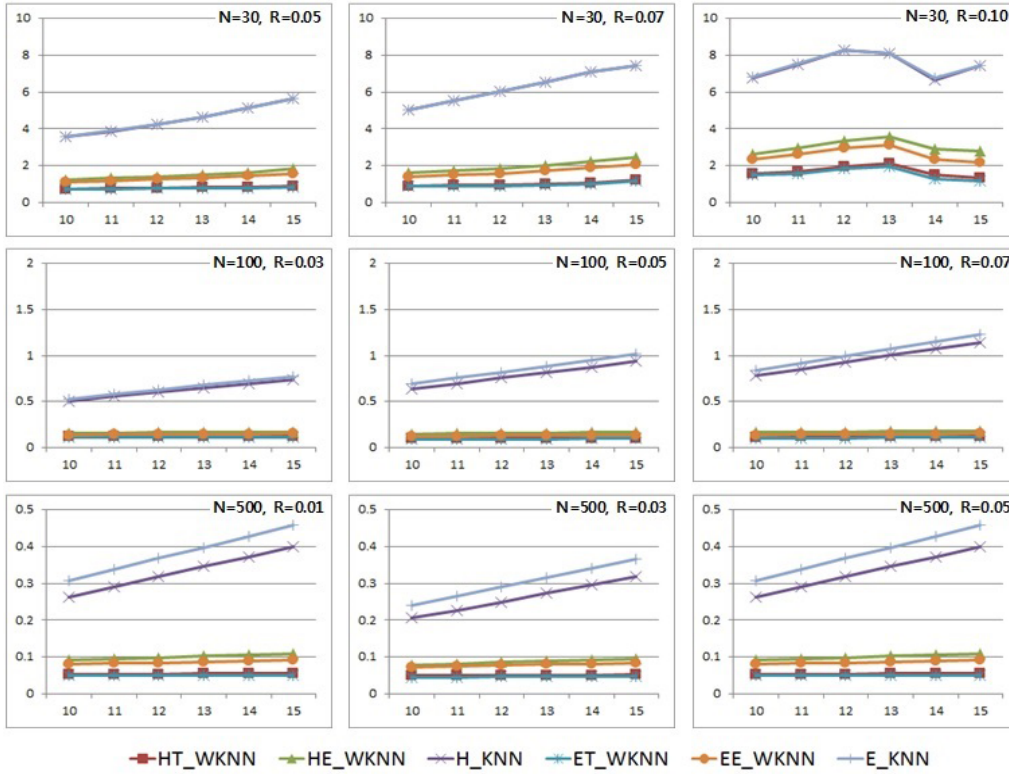 N=30, R=0.05
10
8
6
4
2
0
10 11 12 13 14 15
N=30, R=0.07
10
8
6
4
2
0
10 11 12 13 14 15
N=30, R=0.10
10
8
6
4
2
0
10 11 12 13 14 15
N=100, R=0.03
2
1.5
1
0.5
0
10 11 12 13 14 15
N=100, R=0.05
2
1.5
1
0.5
0
10 11 12 13 14 15
N=100, R=0.07
2
1.5
1
0.5
0
10 11 12 13 14 15
N=500, R=0.01
0.5
0.4
0.3
0.2
0.1
0
10 11 12 13 14 15
N=500, R=0.03
0.5
0.4
0.3
0.2
0.1
0
10 11 12 13 14 15
N=500, R=0.05
0.5
0.4
0.3
0.2
0.1
0
10 11 12 13 14 15
HT_WKNN HE_WKNN H_KNN ET_WKNN EE_WKNN E_KNN